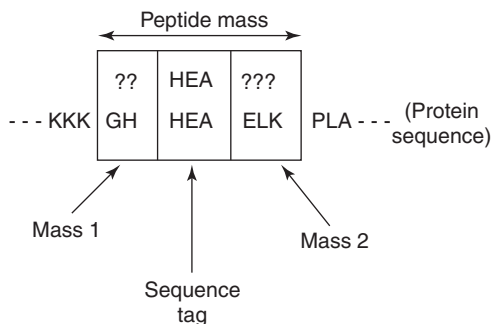 Peptide mass
?? HEA ???
- - - KKK GH HEA ELK PLA - - - (Protein
sequence)
Mass 1
Mass 2
Sequence
tag